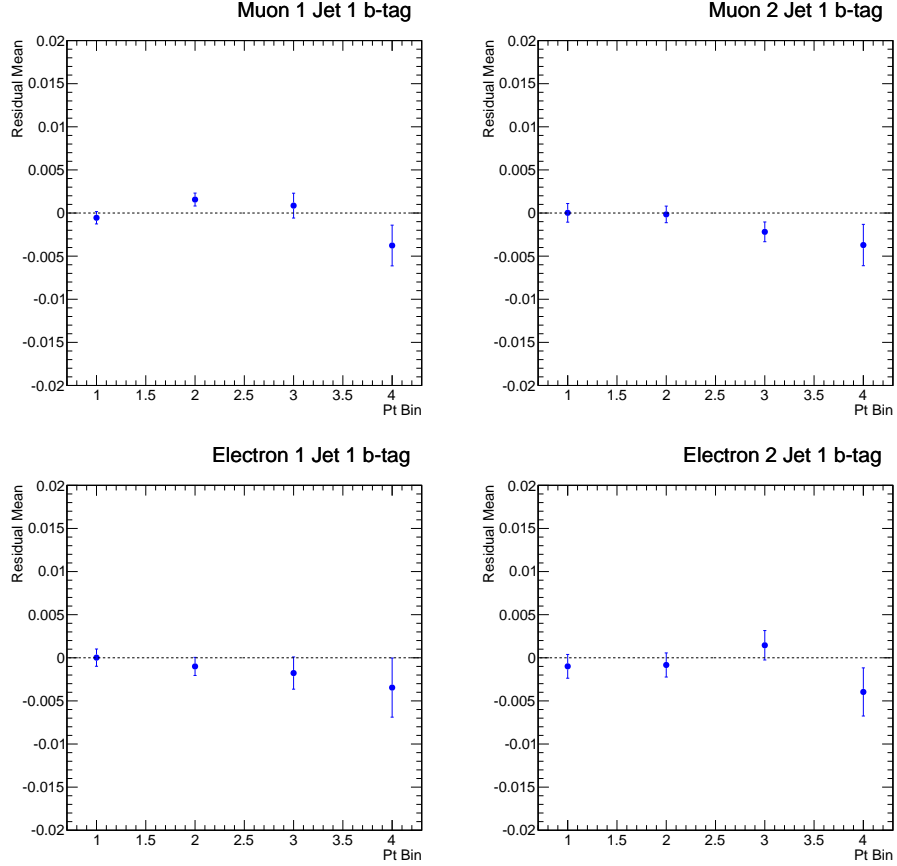 Muon 1 Jet 1 b-tag
Residual Mean
0.02
0.015
0.01
0.005
0
-0.005
-0.01
-0.015
-0.02
1 1.5 2 2.5 3 3.5 4
Pt Bin
Muon 2 Jet 1 b-tag
Residual Mean
0.02
0.015
0.01
0.005
0
-0.005
-0.01
-0.015
-0.02
1 1.5 2 2.5 3 3.5 4
Pt Bin
Electron 1 Jet 1 b-tag
Residual Mean
0.02
0.015
0.01
0.005
0
-0.005
-0.01
-0.015
-0.02
1 1.5 2 2.5 3 3.5 4
Pt Bin
Electron 2 Jet 1 b-tag
Residual Mean
0.02
0.015
0.01
0.005
0
-0.005
-0.01
-0.015
-0.02
1 1.5 2 2.5 3 3.5 4
Pt Bin